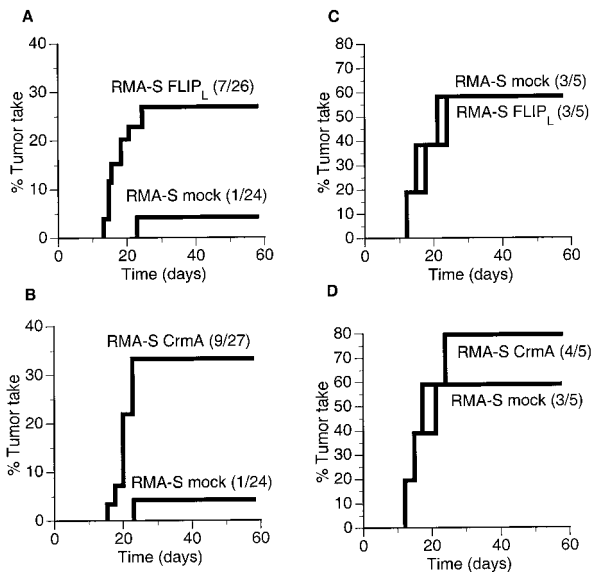 A
% Tumor take
40
30
20
10
0
RMA-S FLIPL (7/26)
RMA-S mock (1/24)
0 20 40 60
Time (days)
C
% Tumor take
80
70
60
50
40
30
20
10
0
RMA-S mock (3/5)
RMA-S FLIPL (3/5)
0 20 40 60
Time (days)
B
% Tumor take
40
30
20
10
0
RMA-S CrmA (9/27)
RMA-S mock (1/24)
0 20 40 60
Time (days)
D
% Tumor take
80
70
60
50
40
30
20
10
0
RMA-S CrmA (4/5)
RMA-S mock (3/5)
0 20 40 60
Time (days)